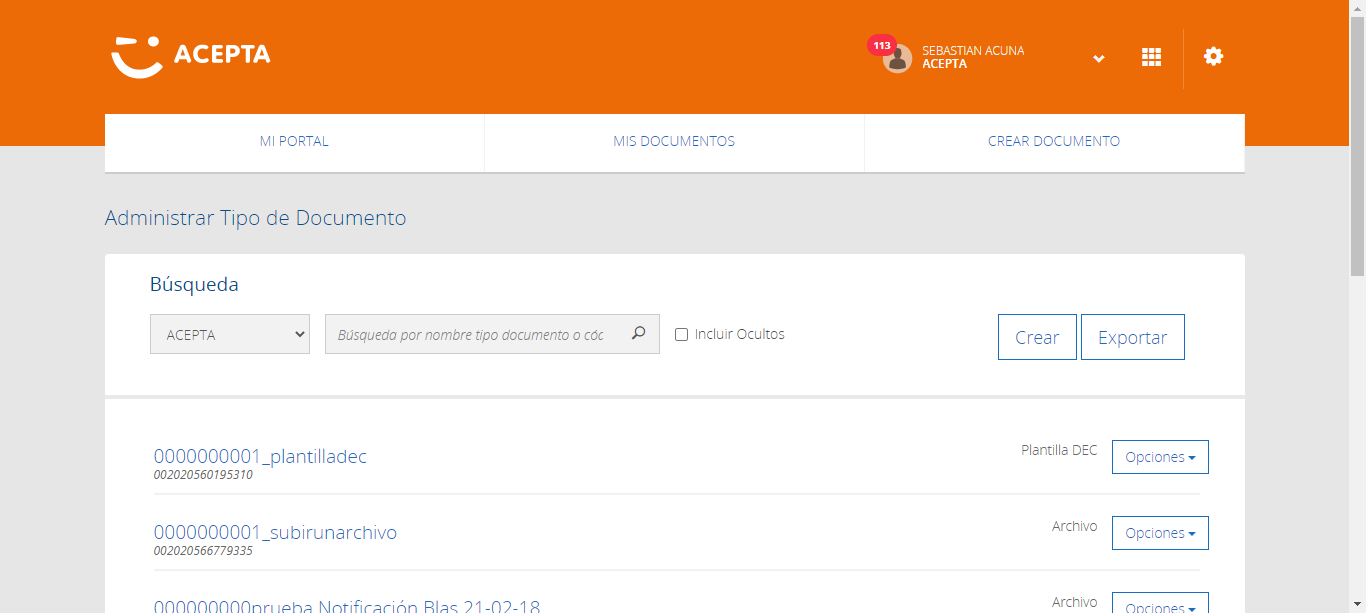 ACEPTA
113
SEBASTIAN ACUNA
ACEPTA
MI PORTAL
MIS DOCUMENTOS
CREAR DOCUMENTO
Administrar Tipo de Documento
Búsqueda
ACEPTA
Búsqueda por nombre tipo documento o cóc
Incluir Ocultos
Crear
Exportar
0000000001_plantilladec
002020560195310
Plantilla DEC
Opciones
0000000001_subirunarchivo
002020566779335
Archivo
Opciones
000000000prueba Notificación Blas 21-02-18
Archivo
Opciones